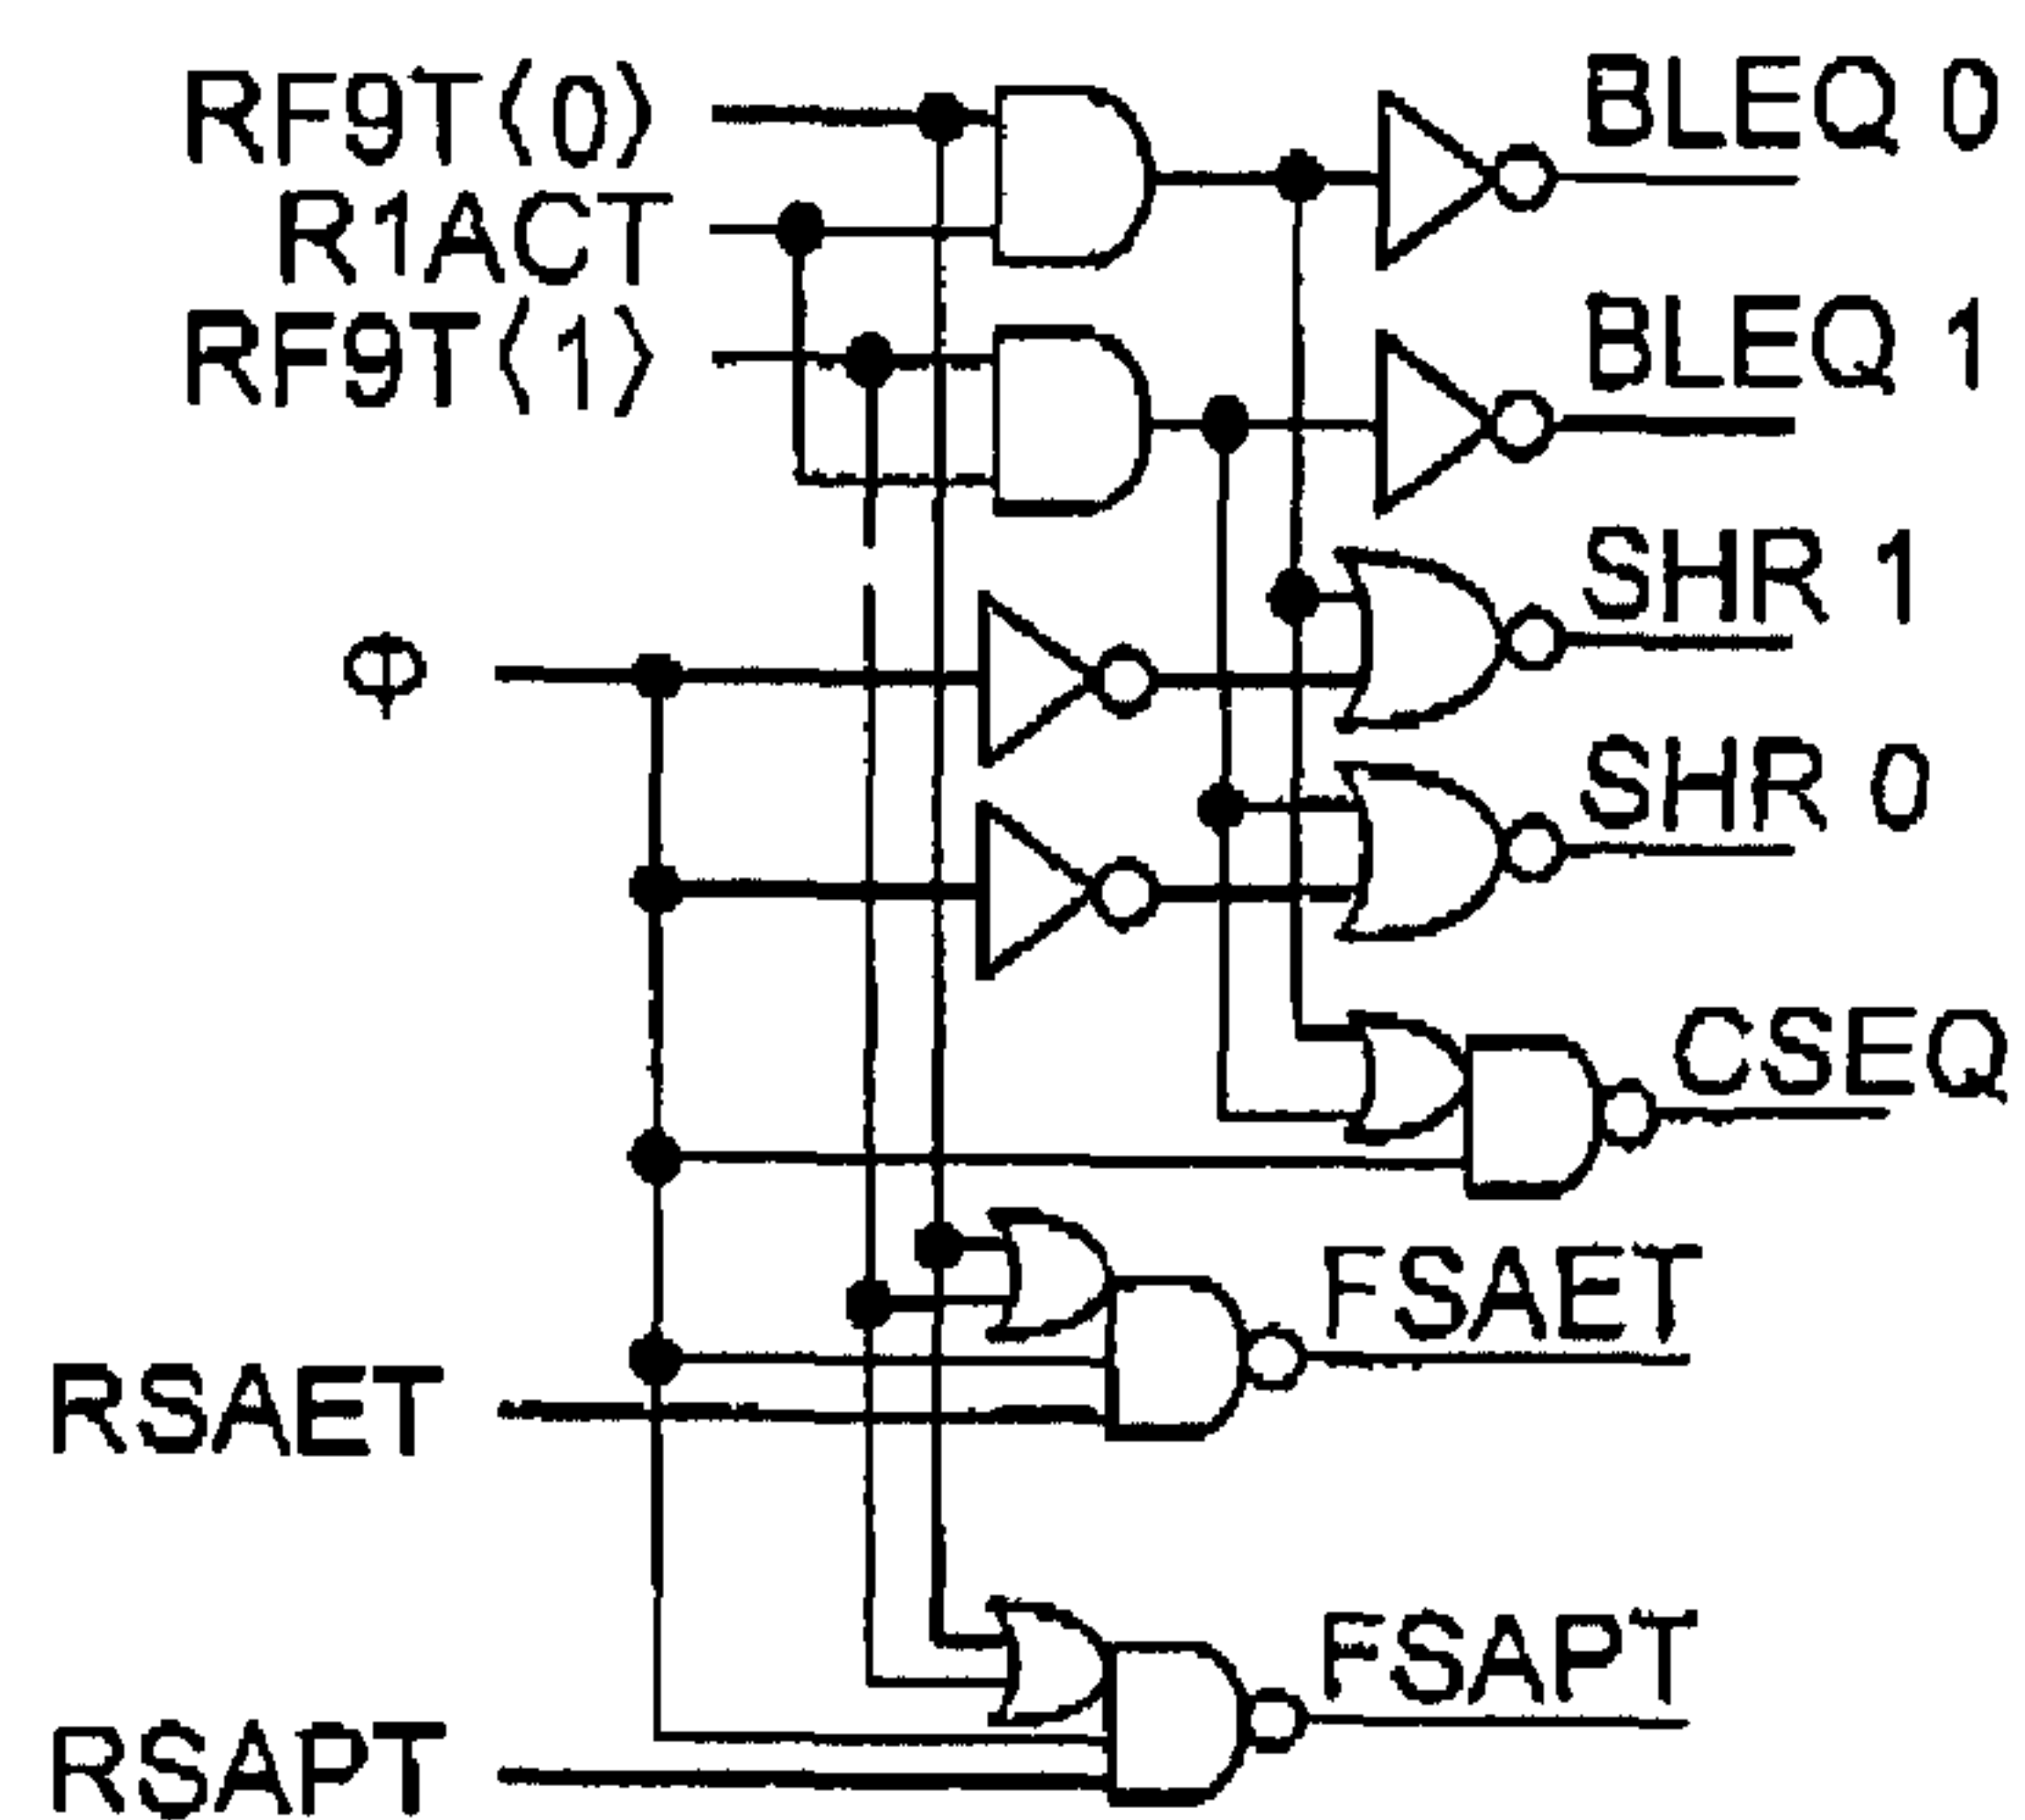 RF9T⟨0⟩
BLEQ 0
R1ACT
RF9T⟨1⟩
BLEQ 1
SHR 1
Φ
SHR 0
CSEQ
FSAET
RSAET
FSAPT
RSAPT